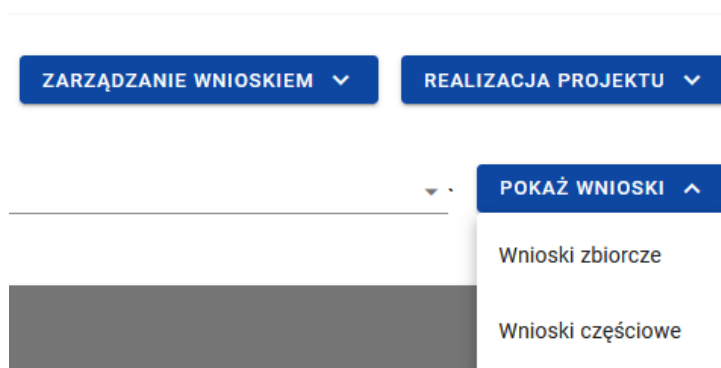 ZARZĄDZANIE WNIOSKIEM
REALIZACJA PROJEKTU
POKAŻ WNIOSKI
Wnioski zbiorcze
Wnioski częściowe